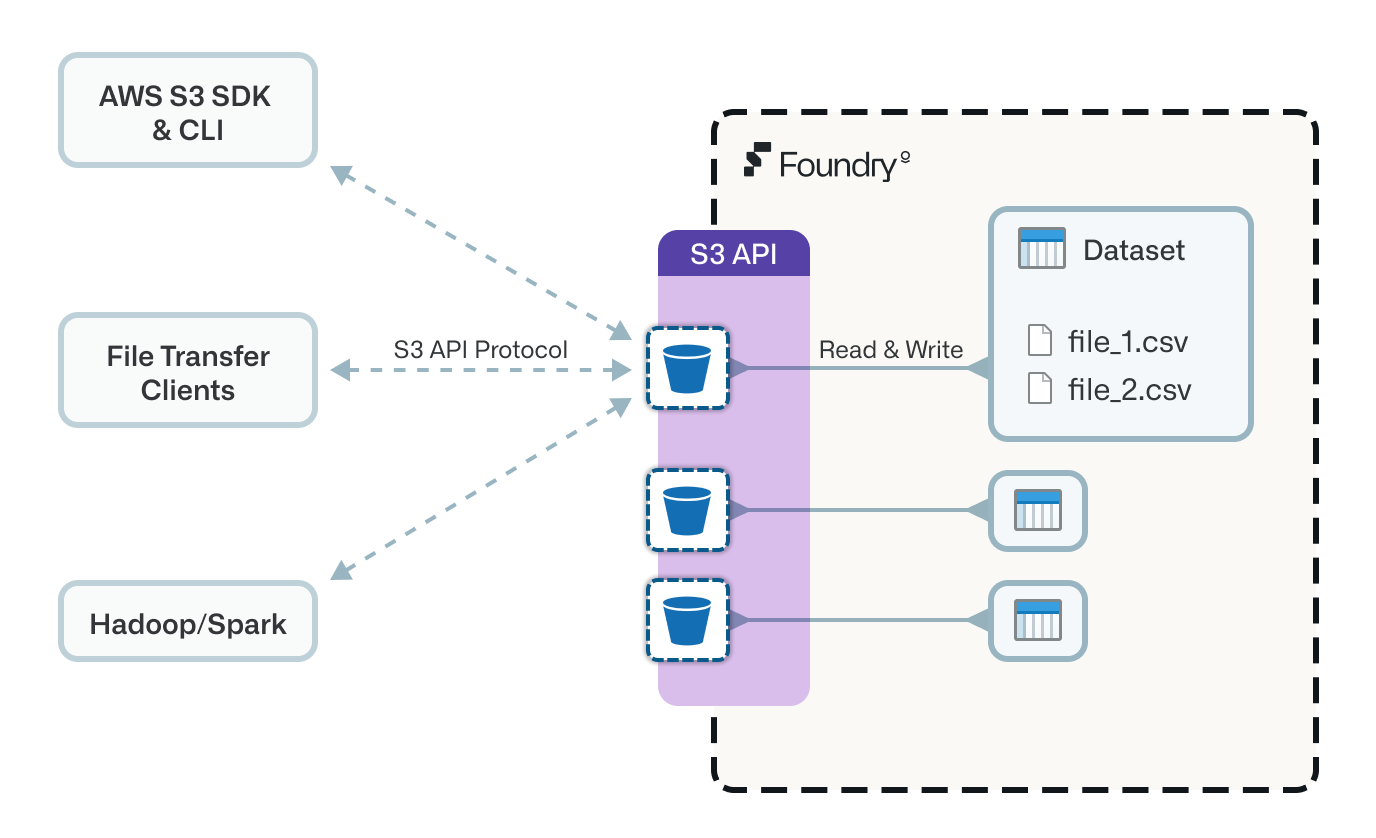 AWS S3 SDK
& CLI
File Transfer
Clients
Hadoop/Spark
S3 API Protocol
Foundry
S3 API
Read & Write
Dataset
file_1.csv
file_2.csv